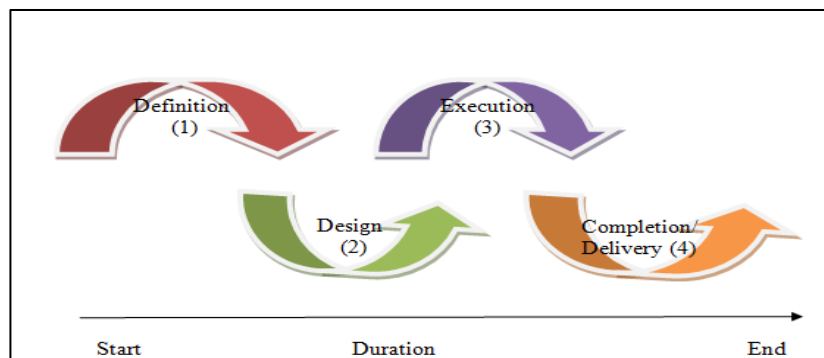 Definition
(1)
Execution
(3)
Design
(2)
Completion/
Delivery (4)
Start
Duration
End